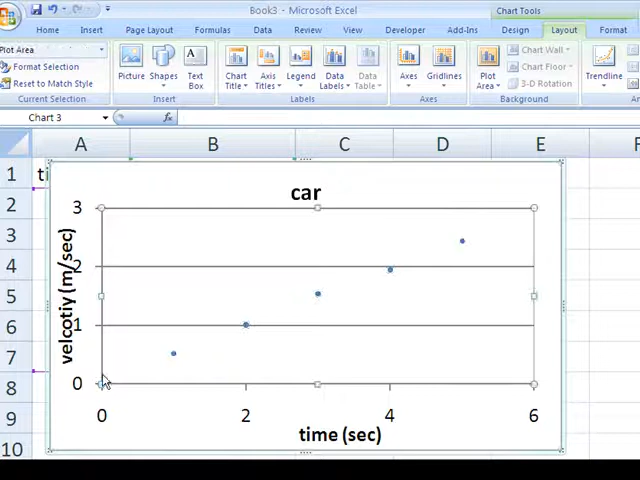 Book3 - Microsoft Excel
Chart Tools
Home Insert Page Layout Formulas Data Review View Developer Add-Ins Design Layout Format
Plot Area
Format Selection
Reset to Match Style
Current Selection
Picture Shapes Text Box
Insert
Chart Title Axis Titles Legend Data Labels Data Table
Labels
Axes Gridlines
Axes
Plot Area
Chart Wall
Chart Floor
3-D Rotation
Background
Trendline
Chart 3
fx
A B C D E F
1
2
3
4
5
6
7
8
9
10
car
3
2
1
0
velcotiy (m/sec)
0 2 4 6
time (sec)